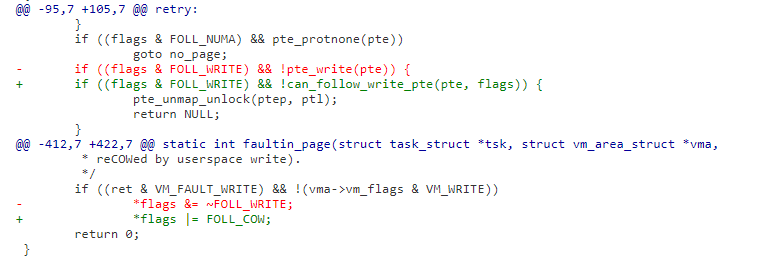 @@ -95,7 +105,7 @@ retry:
        }
        if ((flags & FOLL_NUMA) && pte_protnone(pte))
                goto no_page;
-       if ((flags & FOLL_WRITE) && !pte_write(pte)) {
+       if ((flags & FOLL_WRITE) && !can_follow_write_pte(pte, flags)) {
                pte_unmap_unlock(ptep, ptl);
                return NULL;
        }
@@ -412,7 +422,7 @@ static int faultin_page(struct task_struct *tsk, struct vm_area_struct *vma,
         * reCOWed by userspace write).
         */
        if ((ret & VM_FAULT_WRITE) && !(vma->vm_flags & VM_WRITE))
-               *flags &= ~FOLL_WRITE;
+               *flags |= FOLL_COW;
        return 0;
 }